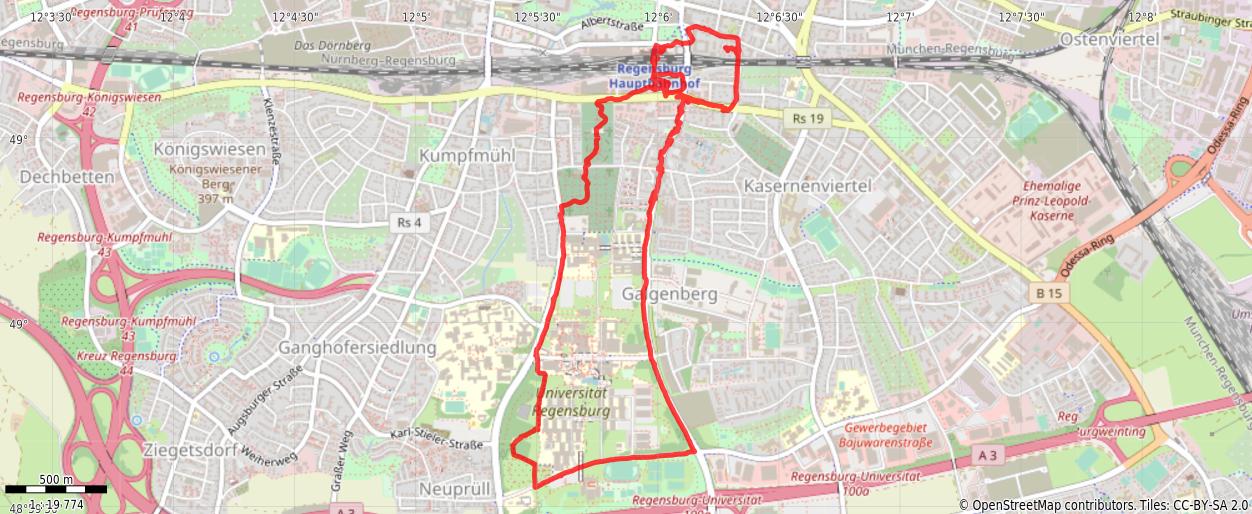 12°3'30"
12°4'
12°4'30"
12°5'
12°5'30"
12°6'
12°6'30"
12°7'
12°7'30"
12°8'
Regensburg-Prüfening
41
Albertstraße
Straubinger Str
Ostenviertel
Regensburg
Das Dörnberg
Nürnberg-Regensburg
München-Regensburg
Regensburg
Hauptbahnhof
Regensburg-Königswiesen
42
Klenzestraße
Rs 19
Odessa-Ring
49°
Königswiesen
Kumpfmühl
Dechbetten
Königswiesener
Berg
397 m
Kasernenviertel
Ehemalige
Prinz-Leopold-
Kaserne
Rs 4
Regensburg-Kumpfmühl
43
Odessa-Ring
B 15
Galgenberg
49°
Regensburg-Kumpfmühl
43
Kreuz Regensburg
44
Ganghofersiedlung
München-Regensburg
Augsburger-Straße
Universität
Regensburg
Reg
urgweinting
Karl-Stieler-Straße
Gewerbegebiet
Bajuwarenstraße
Ziegetsdorf
Weiherweg
Graßer Weg
A 3
Neuprüll
Regensburg-Universität
100a
500 m
Regensburg-Universität
A 3
© OpenStreetMap contributors. Tiles: CC-BY-SA 2.0